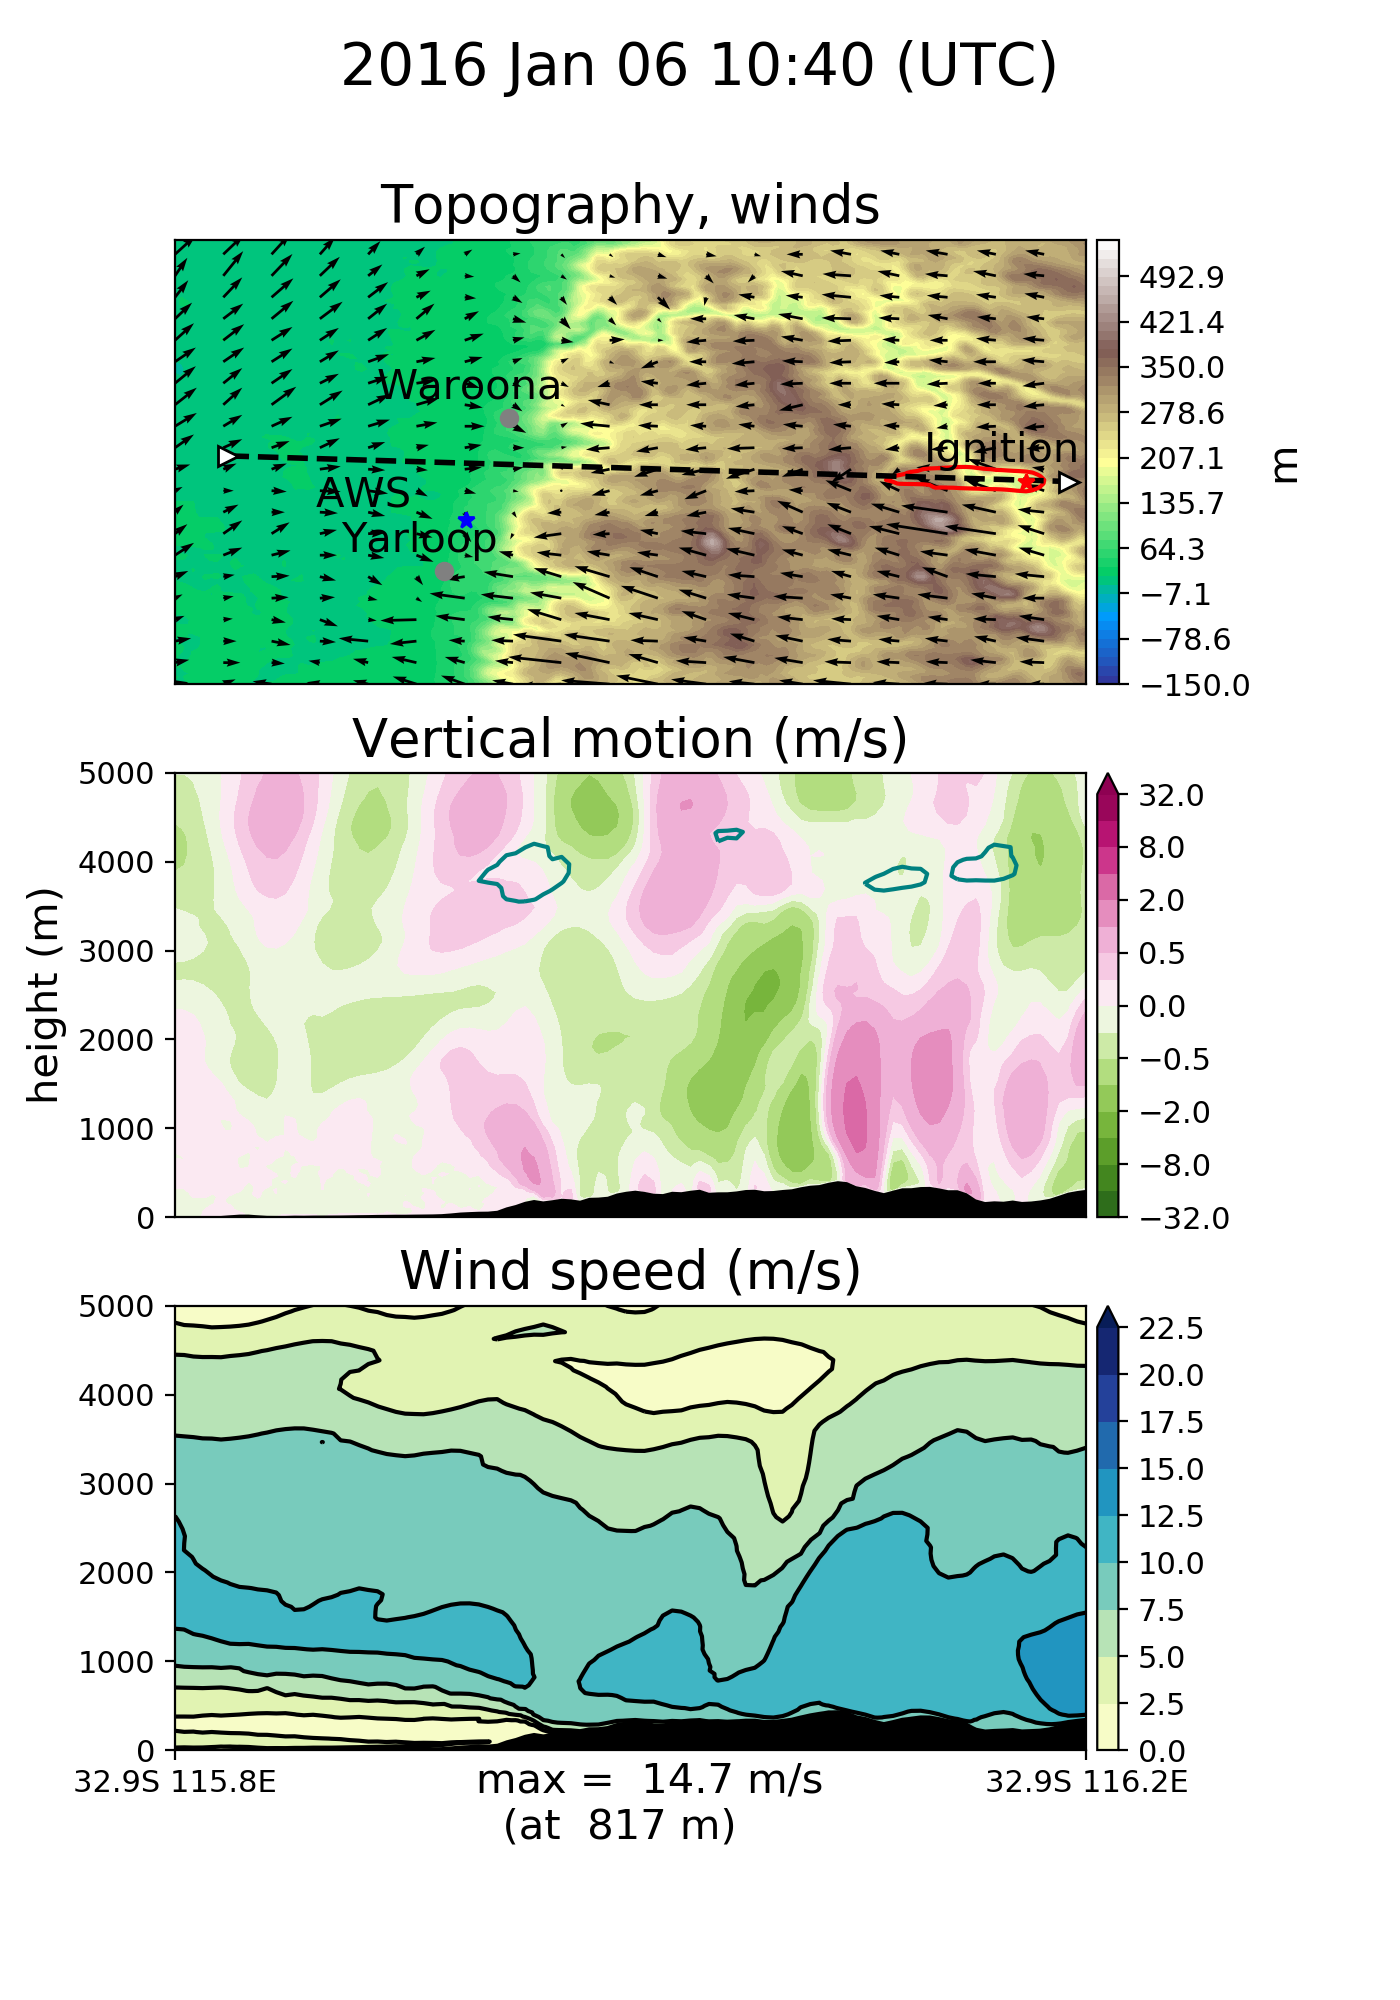 2016 Jan 06 10:40 (UTC)
Topography, winds
Waroona
Ignition
AWS
Yarloop
492.9
421.4
350.0
278.6
207.1
135.7
64.3
−7.1
−78.6
−150.0
m
Vertical motion (m/s)
5000
4000
3000
2000
1000
0
height (m)
32.0
8.0
2.0
0.5
0.0
−0.5
−2.0
−8.0
−32.0
Wind speed (m/s)
5000
4000
3000
2000
1000
0
22.5
20.0
17.5
15.0
12.5
10.0
7.5
5.0
2.5
0.0
32.9S 115.8E
32.9S 116.2E
max =  14.7 m/s
(at  817 m)